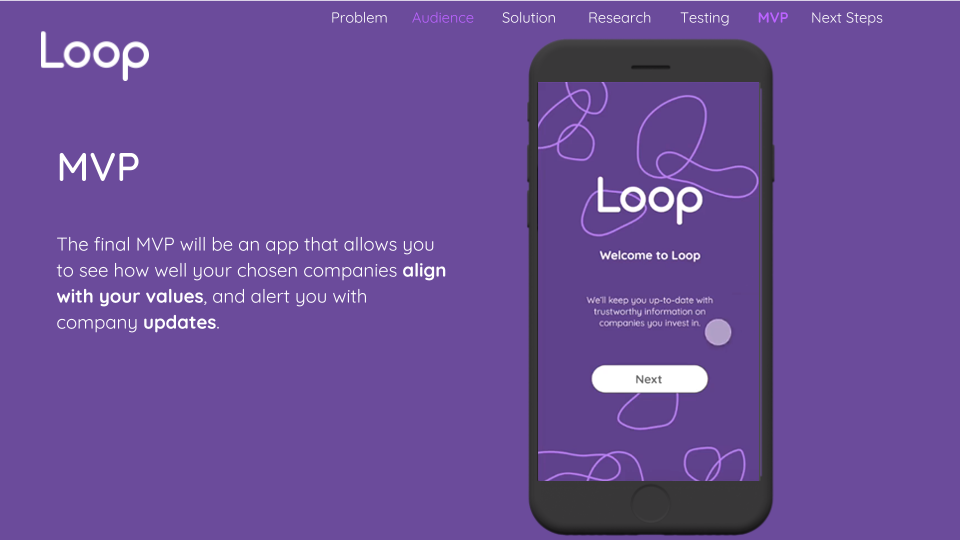 Problem Audience Solution Research Testing MVP Next Steps
Loop
MVP
The final MVP will be an app that allows you
to see how well your chosen companies align
with your values, and alert you with
company updates.
Loop
Welcome to Loop
We'll keep you up-to-date with
trustworthy information on
companies you invest in.
Next